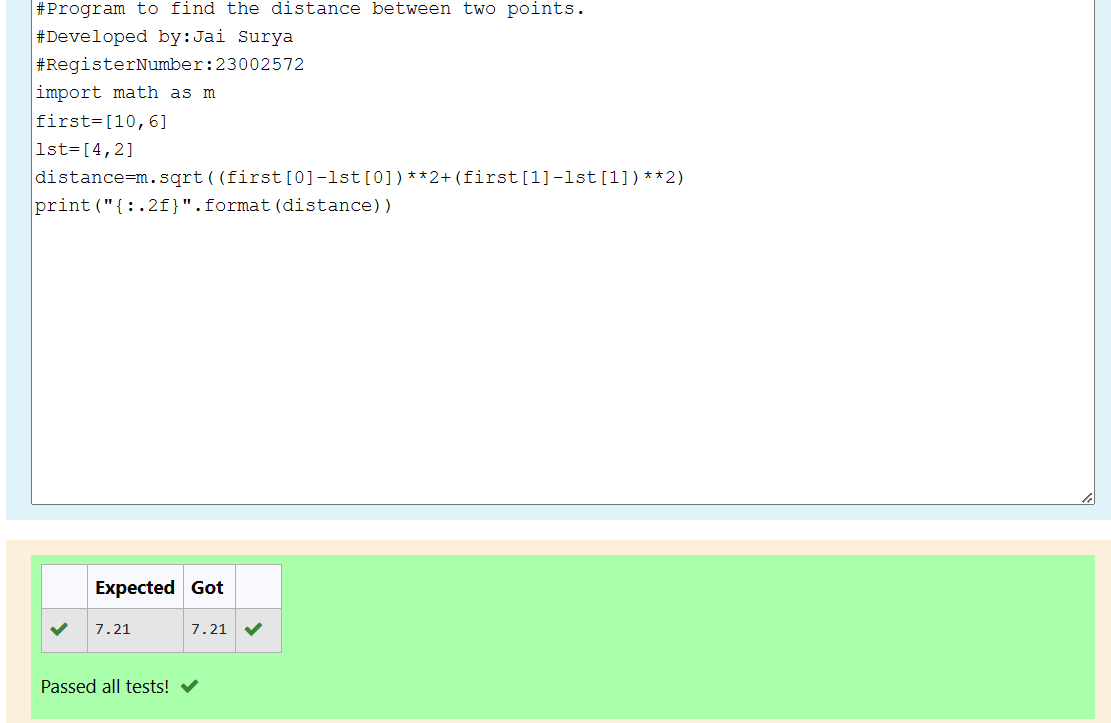 #Program to find the distance between two points.
#Developed by:Jai Surya
#RegisterNumber:23002572
import math as m
first=[10,6]
lst=[4,2]
distance=m.sqrt((first[0]-lst[0])**2+(first[1]-lst[1])**2)
print("{:.2f}".format(distance))
Expected Got
7.21 7.21
Passed all tests!